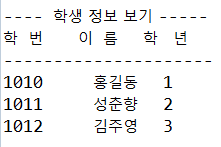 ---- 학생 정보 보기 -----
학 번 이 름 학 년
---------------------
1010 홍길동 1
1011 성춘향 2
1012 김주영 3